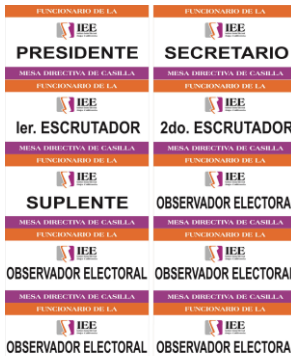 FUNCIONARIO DE LA
FUNCIONARIO DE LA
IEE
IEE
PRESIDENTE
SECRETARIO
MESA DIRECTIVA DE CASILLA
MESA DIRECTIVA DE CASILLA
FUNCIONARIO DE LA
FUNCIONARIO DE LA
IEE
IEE
1er. ESCRUTADOR
2do. ESCRUTADOR
MESA DIRECTIVA DE CASILLA
MESA DIRECTIVA DE CASILLA
FUNCIONARIO DE LA
FUNCIONARIO DE LA
IEE
IEE
SUPLENTE
OBSERVADOR ELECTORA
MESA DIRECTIVA DE CASILLA
MESA DIRECTIVA DE CASILLA
FUNCIONARIO DE LA
FUNCIONARIO DE LA
IEE
IEE
OBSERVADOR ELECTORAL
OBSERVADOR ELECTORAL
MESA DIRECTIVA DE CASILLA
MESA DIRECTIVA DE CASILLA
FUNCIONARIO DE LA
FUNCIONARIO DE LA
IEE
IEE
OBSERVADOR ELECTORAL
OBSERVADOR ELECTORA